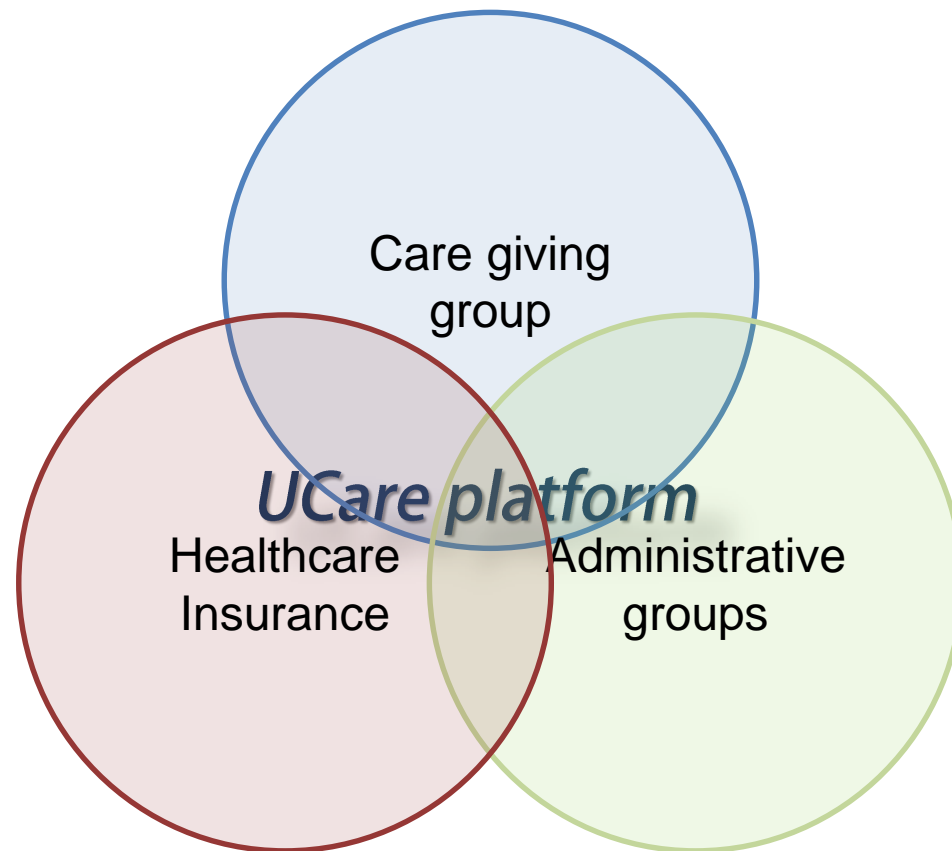 Care giving
group
UCare platform
Healthcare
Insurance
Administrative
groups